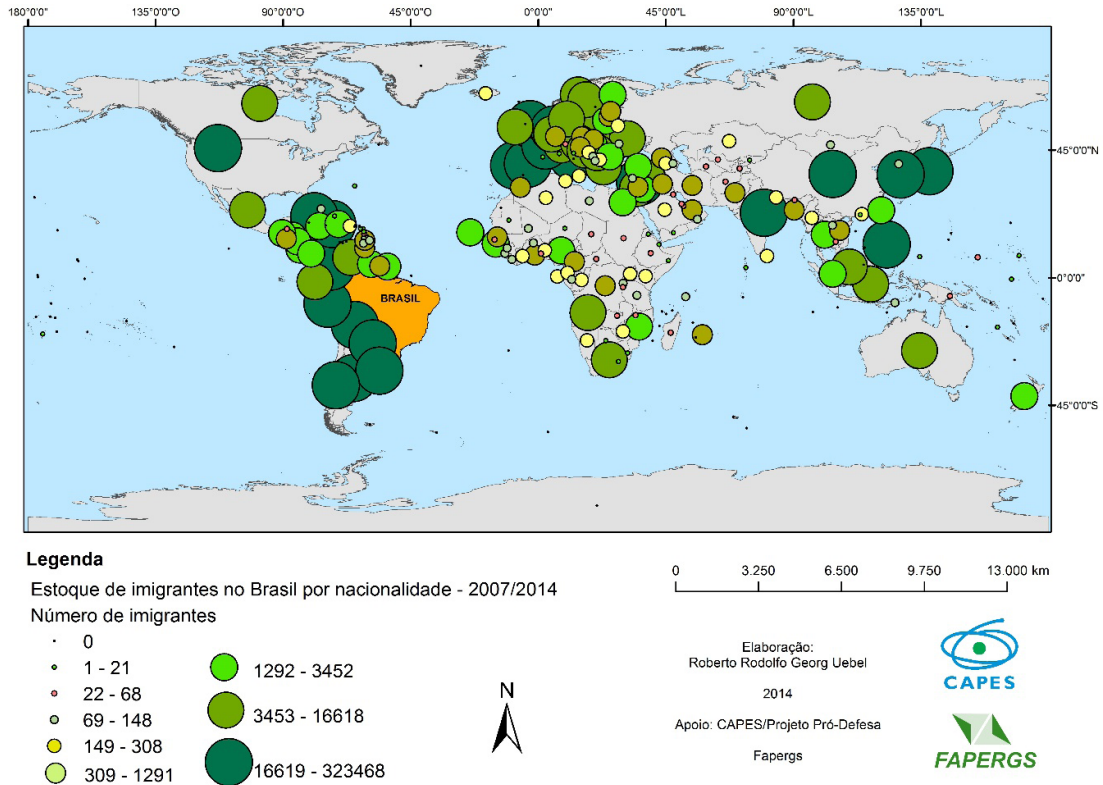 180°0'0" 135°0'0"O 90°0'0"O 45°0'0"O 0°0'0" 45°0'0"L 90°0'0"L 135°0'0"L
45°0'0"N
BRASIL
0°0'0"
45°0'0"S
Legenda
Estoque de imigrantes no Brasil por nacionalidade - 2007/2014
Número de imigrantes
0
1 - 21
22 - 68
69 - 148
149 - 308
309 - 1291
1292 - 3452
3453 - 16618
16619 - 323468
N
0 3.250 6.500 9.750 13.000 km
Elaboração:
Roberto Rodolfo Georg Uebel
2014
Apoio: CAPES/Projeto Pró-Defesa
Fapergs
CAPES
FAPERGS